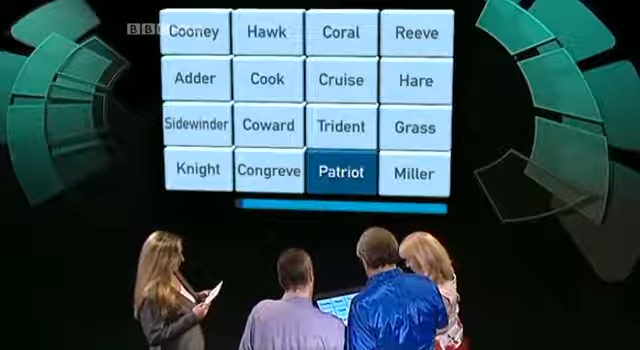 BBC
Cooney Hawk Coral Reeve
Adder Cook Cruise Hare
Sidewinder Coward Trident Grass
Knight Congreve Patriot Miller